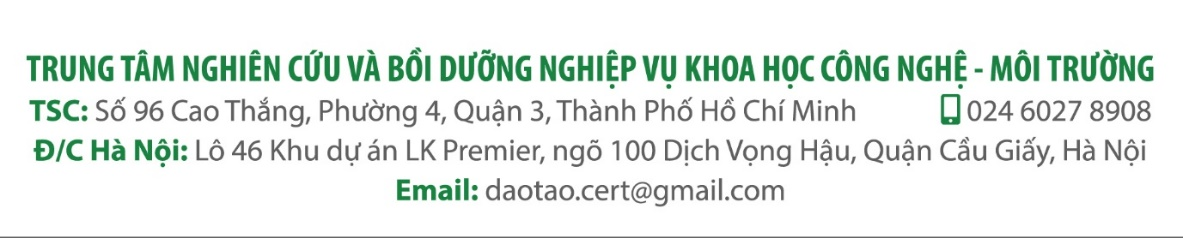 TRUNG TÂM NGHIÊN CỨU VÀ BỒI DƯỠNG NGHIỆP VỤ KHOA HỌC CÔNG NGHỆ - MÔI TRƯỜNG
TSC: Số 96 Cao Thắng, Phường 4, Quận 3, Thành Phố Hồ Chí Minh 024 6027 8908
Đ/C Hà Nội: Lô 46 Khu dự án LK Premier, ngõ 100 Dịch Vọng Hậu, Quận Cầu Giấy, Hà Nội
Email: daotao.cert@gmail.com